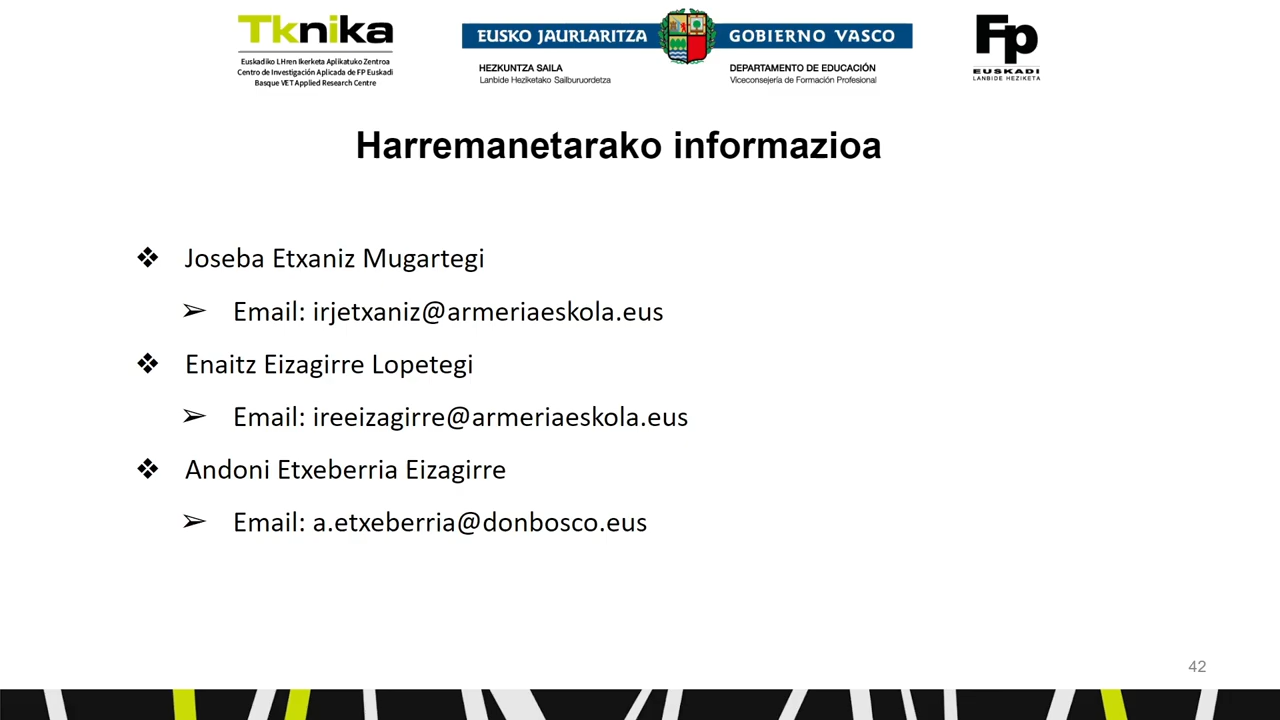 Tknika
Euskadiko LHren Ikerketa Aplikatuko Zentroa
Centro de Investigación Aplicada de FP Euskadi
Basque VET Applied Research Centre
EUSKO JAURLARITZA
GOBIERNO VASCO
HEZKUNTZA SAILA
Lanbide Heziketako Sailburuordetza
DEPARTAMENTO DE EDUCACIÓN
Viceconsejería de Formación Profesional
Fp
EUSKADI
LANBIDE HEZIKETA
Harremanetarako informazioa
❖ Joseba Etxaniz Mugartegi
➢ Email: irjetxaniz@armeriaeskola.eus
❖ Enaitz Eizagirre Lopetegi
➢ Email: ireeizagirre@armeriaeskola.eus
❖ Andoni Etxeberria Eizagirre
➢ Email: a.etxeberria@donbosco.eus
42